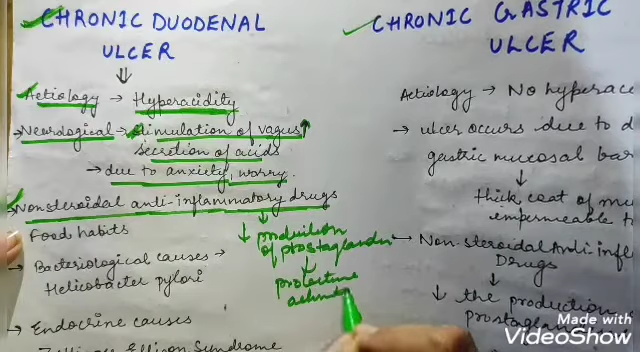 CHRONIC DUODENAL
ULCER
Aetiology → Hyperacidity
→ Neurological → Stimulation of vagus↑
secretion of acids
→ due to anxiety, worry.
Nonsteroidal anti-inflammatory drugs
↓ production
of prostaglandin
↓
protective
Food habits
→ Bacteriological causes →
Helicobacter pylori
→ Endocrine causes
Ellison Syndrome
CHRONIC GASTRIC
ULCER
Aetiology → No hyperac
→ ulcer occurs due to d
gastric mucosal bar
↓
thick coat of mu
impermeable t
→ Non-steroidal Anti infl
Drugs
↓
↓ the production
prostaglan
Made with
VideoShow